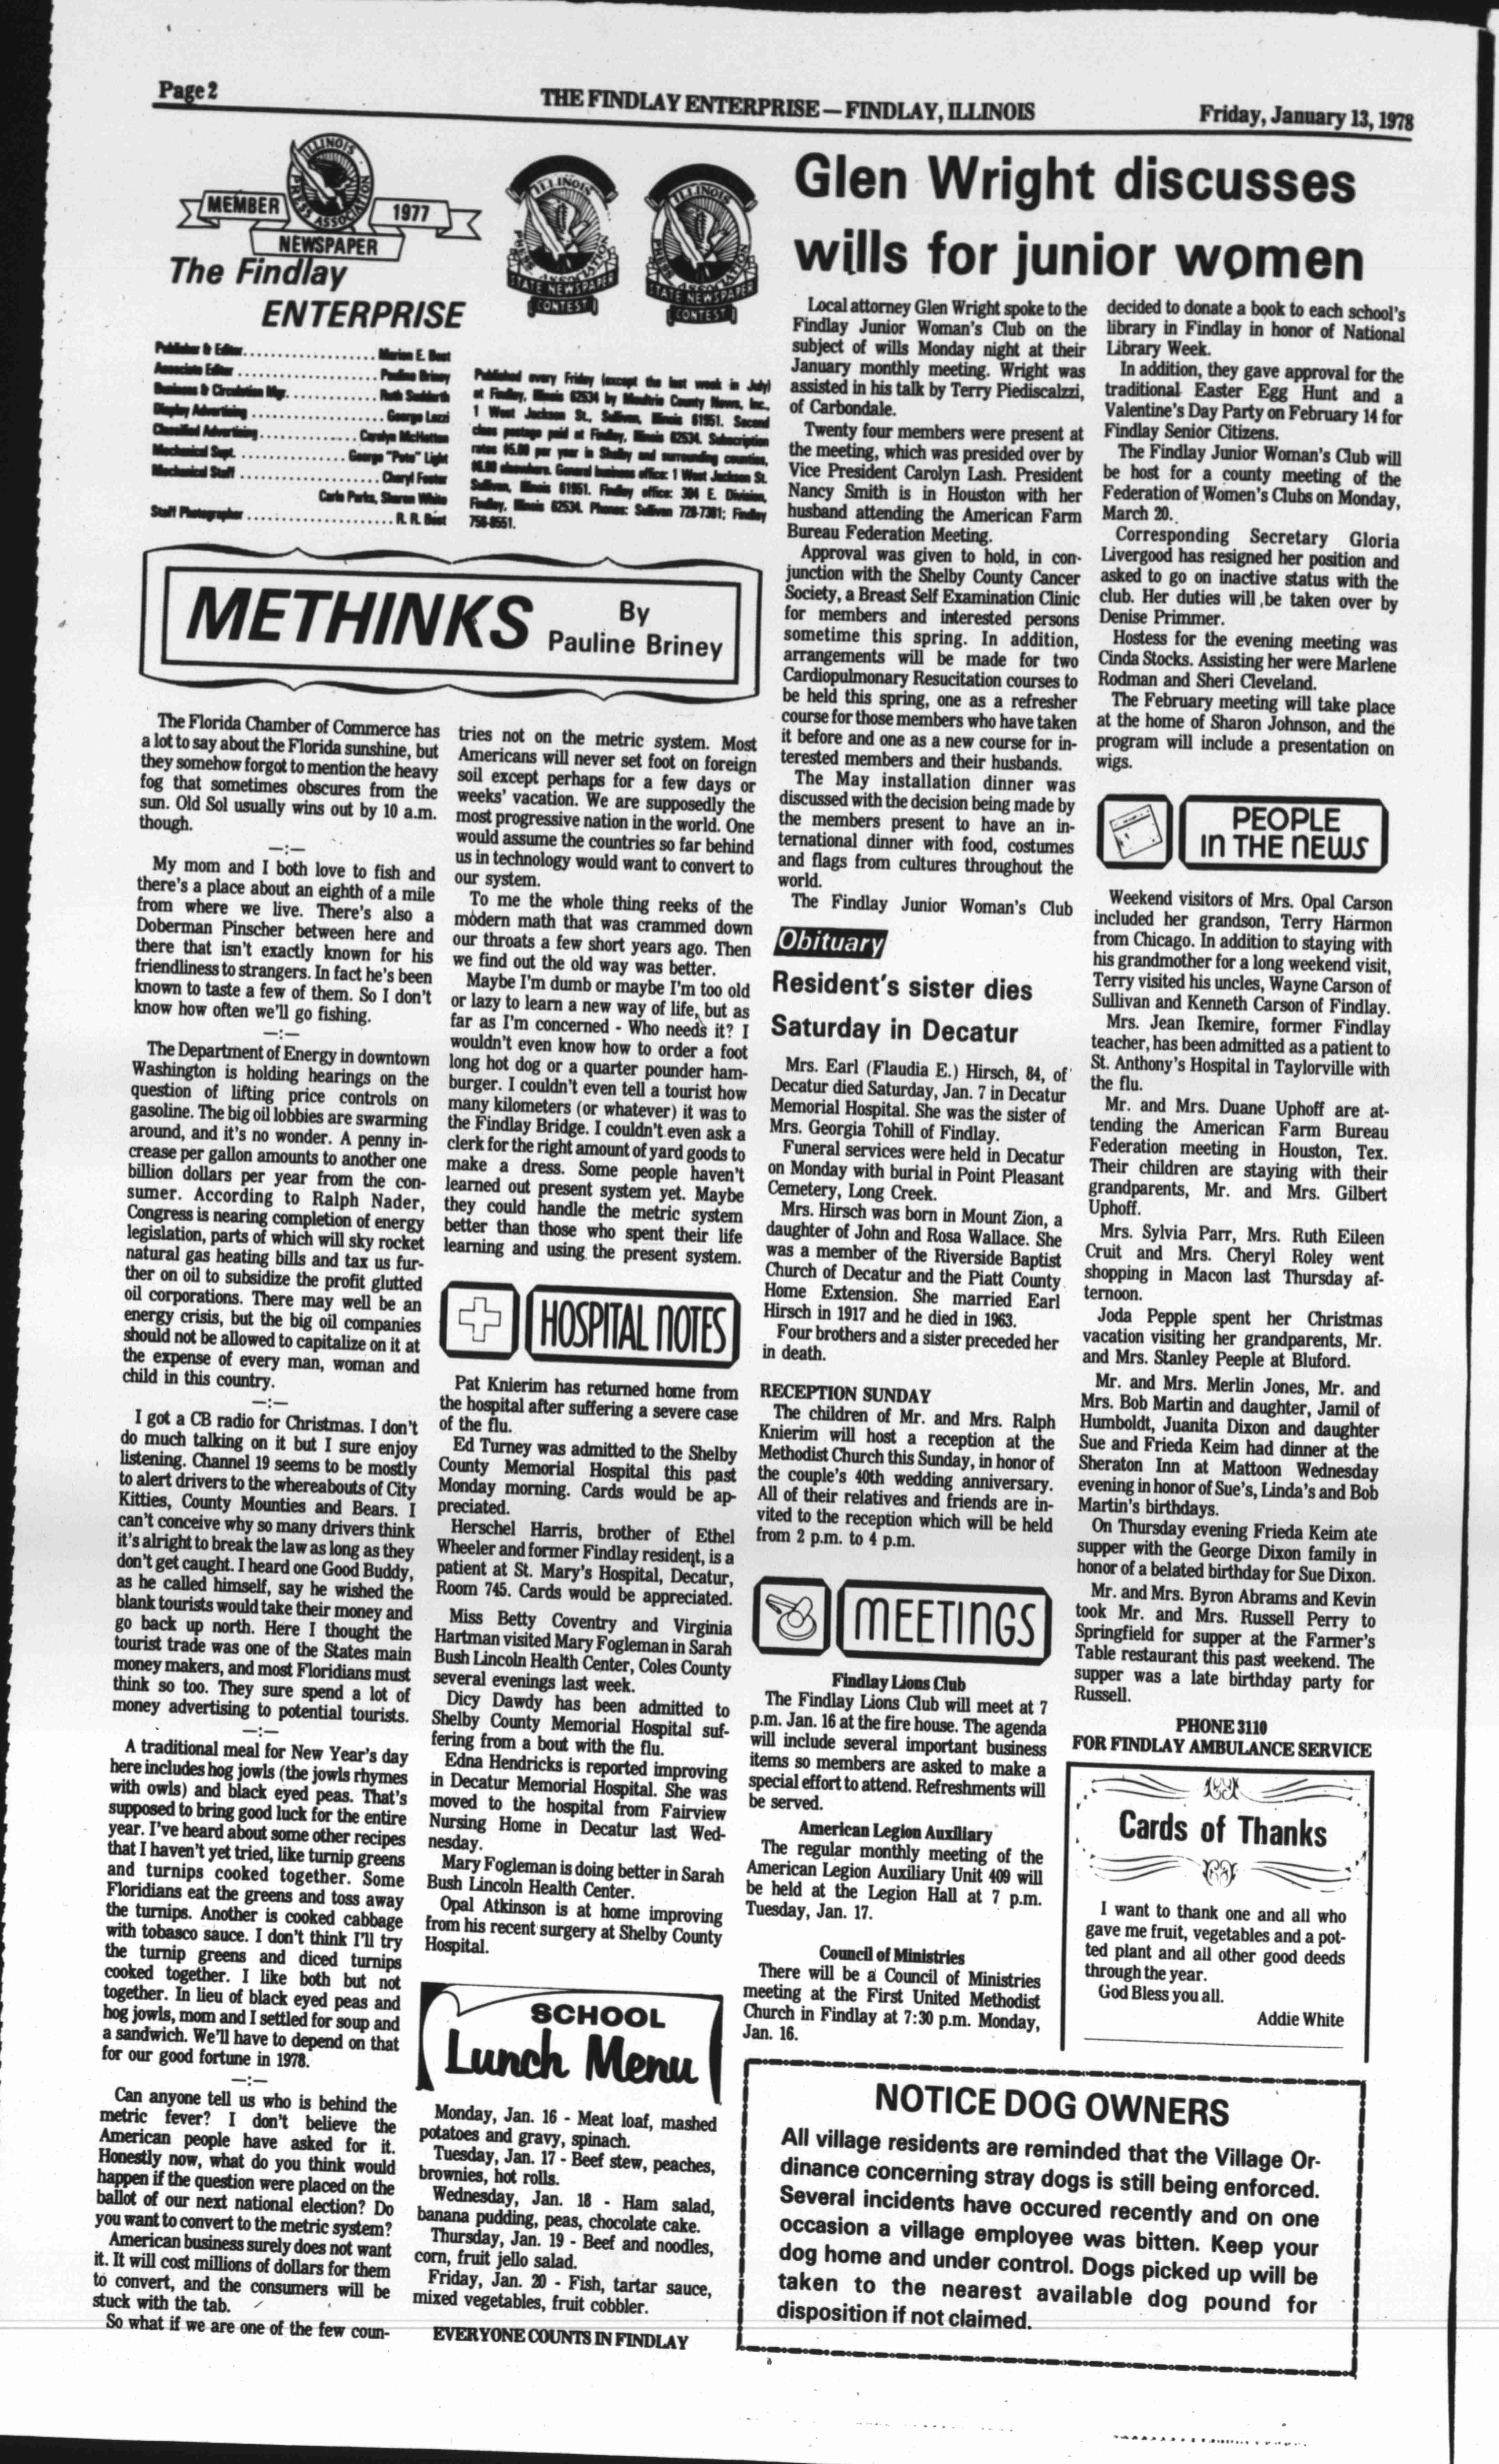 Page 2
THE FINDLAY ENTERPRISE — FINDLAY, ILLINOIS
Friday, January 13, 1978
ILLINOIS
PRESS ASSOCIATION
MEMBER
1977
NEWSPAPER
The Findlay
ENTERPRISE
ILLINOIS
PRESS ASSOCIATION
STATE NEWSPAPER
CONTEST
ILLINOIS
PRESS ASSOCIATION
STATE NEWSPAPER
CONTEST
Publisher & Editor. . . . . . . . . . . . . . . . . . Marion E. Best
Associate Editor . . . . . . . . . . . . . . . . . . . Pauline Briney
Business & Circulation Mgr. . . . . . . . . . . . . Ruth Suddarth
Display Advertising . . . . . . . . . . . . . . . . . George Lazzi
Classified Advertising. . . . . . . . . . . . . Carolyn McHatton
Mechanical Supt. . . . . . . . . . . . . . . . George "Pete" Light
Mechanical Staff . . . . . . . . . . . . . . . . . . . . Cheryl Foster
Carla Parks, Sharon White
Staff Photographer . . . . . . . . . . . . . . . . . . . . . R. R. Best
Published every Friday (except the last week in July)
at Findlay, Illinois 62534 by Moultrie County News, Inc.,
1 West Jackson St., Sullivan, Illinois 61951. Second
class postage paid at Findlay, Illinois 62534. Subscription
rates $5.00 per year in Shelby and surrounding counties,
$6.00 elsewhere. General business office: 1 West Jackson St.
Sullivan, Illinois 61951. Findlay office: 304 E. Division,
Findlay, Illinois 62534. Phones: Sullivan 728-7381; Findlay
756-8551.
METHINKS
By
Pauline Briney
The Florida Chamber of Commerce has
a lot to say about the Florida sunshine, but
they somehow forgot to mention the heavy
fog that sometimes obscures from the
sun. Old Sol usually wins out by 10 a.m.
though.
—:—
My mom and I both love to fish and
there's a place about an eighth of a mile
from where we live. There's also a
Doberman Pinscher between here and
there that isn't exactly known for his
friendliness to strangers. In fact he's been
known to taste a few of them. So I don't
know how often we'll go fishing.
—:—
The Department of Energy in downtown
Washington is holding hearings on the
question of lifting price controls on
gasoline. The big oil lobbies are swarming
around, and it's no wonder. A penny in-
crease per gallon amounts to another one
billion dollars per year from the con-
sumer. According to Ralph Nader,
Congress is nearing completion of energy
legislation, parts of which will sky rocket
natural gas heating bills and tax us fur-
ther on oil to subsidize the profit glutted
oil corporations. There may well be an
energy crisis, but the big oil companies
should not be allowed to capitalize on it at
the expense of every man, woman and
child in this country.
—:—
I got a CB radio for Christmas. I don't
do much talking on it but I sure enjoy
listening. Channel 19 seems to be mostly
to alert drivers to the whereabouts of City
Kitties, County Mounties and Bears. I
can't conceive why so many drivers think
it's alright to break the law as long as they
don't get caught. I heard one Good Buddy,
as he called himself, say he wished the
blank tourists would take their money and
go back up north. Here I thought the
tourist trade was one of the States main
money makers, and most Floridians must
think so too. They sure spend a lot of
money advertising to potential tourists.
—:—
A traditional meal for New Year's day
here includes hog jowls (the jowls rhymes
with owls) and black eyed peas. That's
supposed to bring good luck for the entire
year. I've heard about some other recipes
that I haven't yet tried, like turnip greens
and turnips cooked together. Some
Floridians eat the greens and toss away
the turnips. Another is cooked cabbage
with tobasco sauce. I don't think I'll try
the turnip greens and diced turnips
cooked together. I like both but not
together. In lieu of black eyed peas and
hog jowls, mom and I settled for soup and
a sandwich. We'll have to depend on that
for our good fortune in 1978.
—:—
Can anyone tell us who is behind the
metric fever? I don't believe the
American people have asked for it.
Honestly now, what do you think would
happen if the question were placed on the
ballot of our next national election? Do
you want to convert to the metric system?
American business surely does not want
it. It will cost millions of dollars for them
to convert, and the consumers will be
stuck with the tab.
So what if we are one of the few coun-
tries not on the metric system. Most
Americans will never set foot on foreign
soil except perhaps for a few days or
weeks' vacation. We are supposedly the
most progressive nation in the world. One
would assume the countries so far behind
us in technology would want to convert to
our system.
To me the whole thing reeks of the
modern math that was crammed down
our throats a few short years ago. Then
we find out the old way was better.
Maybe I'm dumb or maybe I'm too old
or lazy to learn a new way of life, but as
far as I'm concerned - Who needs it? I
wouldn't even know how to order a foot
long hot dog or a quarter pounder ham-
burger. I couldn't even tell a tourist how
many kilometers (or whatever) it was to
the Findlay Bridge. I couldn't even ask a
clerk for the right amount of yard goods to
make a dress. Some people haven't
learned out present system yet. Maybe
they could handle the metric system
better than those who spent their life
learning and using the present system.
HOSPITAL NOTES
Pat Knierim has returned home from
the hospital after suffering a severe case
of the flu.
Ed Turney was admitted to the Shelby
County Memorial Hospital this past
Monday morning. Cards would be ap-
preciated.
Herschel Harris, brother of Ethel
Wheeler and former Findlay resident, is a
patient at St. Mary's Hospital, Decatur,
Room 745. Cards would be appreciated.
Miss Betty Coventry and Virginia
Hartman visited Mary Fogleman in Sarah
Bush Lincoln Health Center, Coles County
several evenings last week.
Dicy Dawdy has been admitted to
Shelby County Memorial Hospital suf-
fering from a bout with the flu.
Edna Hendricks is reported improving
in Decatur Memorial Hospital. She was
moved to the hospital from Fairview
Nursing Home in Decatur last Wed-
nesday.
Mary Fogleman is doing better in Sarah
Bush Lincoln Health Center.
Opal Atkinson is at home improving
from his recent surgery at Shelby County
Hospital.
SCHOOL
Lunch Menu
Monday, Jan. 16 - Meat loaf, mashed
potatoes and gravy, spinach.
Tuesday, Jan. 17 - Beef stew, peaches,
brownies, hot rolls.
Wednesday, Jan. 18 - Ham salad,
banana pudding, peas, chocolate cake.
Thursday, Jan. 19 - Beef and noodles,
corn, fruit jello salad.
Friday, Jan. 20 - Fish, tartar sauce,
mixed vegetables, fruit cobbler.
EVERYONE COUNTS IN FINDLAY
Glen Wright discusses
wills for junior women
Local attorney Glen Wright spoke to the
Findlay Junior Woman's Club on the
subject of wills Monday night at their
January monthly meeting. Wright was
assisted in his talk by Terry Piediscalzzi,
of Carbondale.
Twenty four members were present at
the meeting, which was presided over by
Vice President Carolyn Lash. President
Nancy Smith is in Houston with her
husband attending the American Farm
Bureau Federation Meeting.
Approval was given to hold, in con-
junction with the Shelby County Cancer
Society, a Breast Self Examination Clinic
for members and interested persons
sometime this spring. In addition,
arrangements will be made for two
Cardiopulmonary Resucitation courses to
be held this spring, one as a refresher
course for those members who have taken
it before and one as a new course for in-
terested members and their husbands.
The May installation dinner was
discussed with the decision being made by
the members present to have an in-
ternational dinner with food, costumes
and flags from cultures throughout the
world.
The Findlay Junior Woman's Club
decided to donate a book to each school's
library in Findlay in honor of National
Library Week.
In addition, they gave approval for the
traditional Easter Egg Hunt and a
Valentine's Day Party on February 14 for
Findlay Senior Citizens.
The Findlay Junior Woman's Club will
be host for a county meeting of the
Federation of Women's Clubs on Monday,
March 20.
Corresponding Secretary Gloria
Livergood has resigned her position and
asked to go on inactive status with the
club. Her duties will be taken over by
Denise Primmer.
Hostess for the evening meeting was
Cinda Stocks. Assisting her were Marlene
Rodman and Sheri Cleveland.
The February meeting will take place
at the home of Sharon Johnson, and the
program will include a presentation on
wigs.
Obituary
Resident's sister dies
Saturday in Decatur
Mrs. Earl (Flaudia E.) Hirsch, 84, of
Decatur died Saturday, Jan. 7 in Decatur
Memorial Hospital. She was the sister of
Mrs. Georgia Tohill of Findlay.
Funeral services were held in Decatur
on Monday with burial in Point Pleasant
Cemetery, Long Creek.
Mrs. Hirsch was born in Mount Zion, a
daughter of John and Rosa Wallace. She
was a member of the Riverside Baptist
Church of Decatur and the Piatt County
Home Extension. She married Earl
Hirsch in 1917 and he died in 1963.
Four brothers and a sister preceded her
in death.
RECEPTION SUNDAY
The children of Mr. and Mrs. Ralph
Knierim will host a reception at the
Methodist Church this Sunday, in honor of
the couple's 40th wedding anniversary.
All of their relatives and friends are in-
vited to the reception which will be held
from 2 p.m. to 4 p.m.
MEETINGS
Findlay Lions Club
The Findlay Lions Club will meet at 7
p.m. Jan. 16 at the fire house. The agenda
will include several important business
items so members are asked to make a
special effort to attend. Refreshments will
be served.
American Legion Auxiliary
The regular monthly meeting of the
American Legion Auxiliary Unit 409 will
be held at the Legion Hall at 7 p.m.
Tuesday, Jan. 17.
Council of Ministries
There will be a Council of Ministries
meeting at the First United Methodist
Church in Findlay at 7:30 p.m. Monday,
Jan. 16.
PEOPLE
IN THE NEWS
Weekend visitors of Mrs. Opal Carson
included her grandson, Terry Harmon
from Chicago. In addition to staying with
his grandmother for a long weekend visit,
Terry visited his uncles, Wayne Carson of
Sullivan and Kenneth Carson of Findlay.
Mrs. Jean Ikemire, former Findlay
teacher, has been admitted as a patient to
St. Anthony's Hospital in Taylorville with
the flu.
Mr. and Mrs. Duane Uphoff are at-
tending the American Farm Bureau
Federation meeting in Houston, Tex.
Their children are staying with their
grandparents, Mr. and Mrs. Gilbert
Uphoff.
Mrs. Sylvia Parr, Mrs. Ruth Eileen
Cruit and Mrs. Cheryl Roley went
shopping in Macon last Thursday af-
ternoon.
Joda Pepple spent her Christmas
vacation visiting her grandparents, Mr.
and Mrs. Stanley Peeple at Bluford.
Mr. and Mrs. Merlin Jones, Mr. and
Mrs. Bob Martin and daughter, Jamil of
Humboldt, Juanita Dixon and daughter
Sue and Frieda Keim had dinner at the
Sheraton Inn at Mattoon Wednesday
evening in honor of Sue's, Linda's and Bob
Martin's birthdays.
On Thursday evening Frieda Keim ate
supper with the George Dixon family in
honor of a belated birthday for Sue Dixon.
Mr. and Mrs. Byron Abrams and Kevin
took Mr. and Mrs. Russell Perry to
Springfield for supper at the Farmer's
Table restaurant this past weekend. The
supper was a late birthday party for
Russell.
PHONE 3110
FOR FINDLAY AMBULANCE SERVICE
Cards of Thanks
I want to thank one and all who
gave me fruit, vegetables and a pot-
ted plant and all other good deeds
through the year.
God Bless you all.
Addie White
NOTICE DOG OWNERS
All village residents are reminded that the Village Or-
dinance concerning stray dogs is still being enforced.
Several incidents have occured recently and on one
occasion a village employee was bitten. Keep your
dog home and under control. Dogs picked up will be
taken to the nearest available dog pound for
disposition if not claimed.